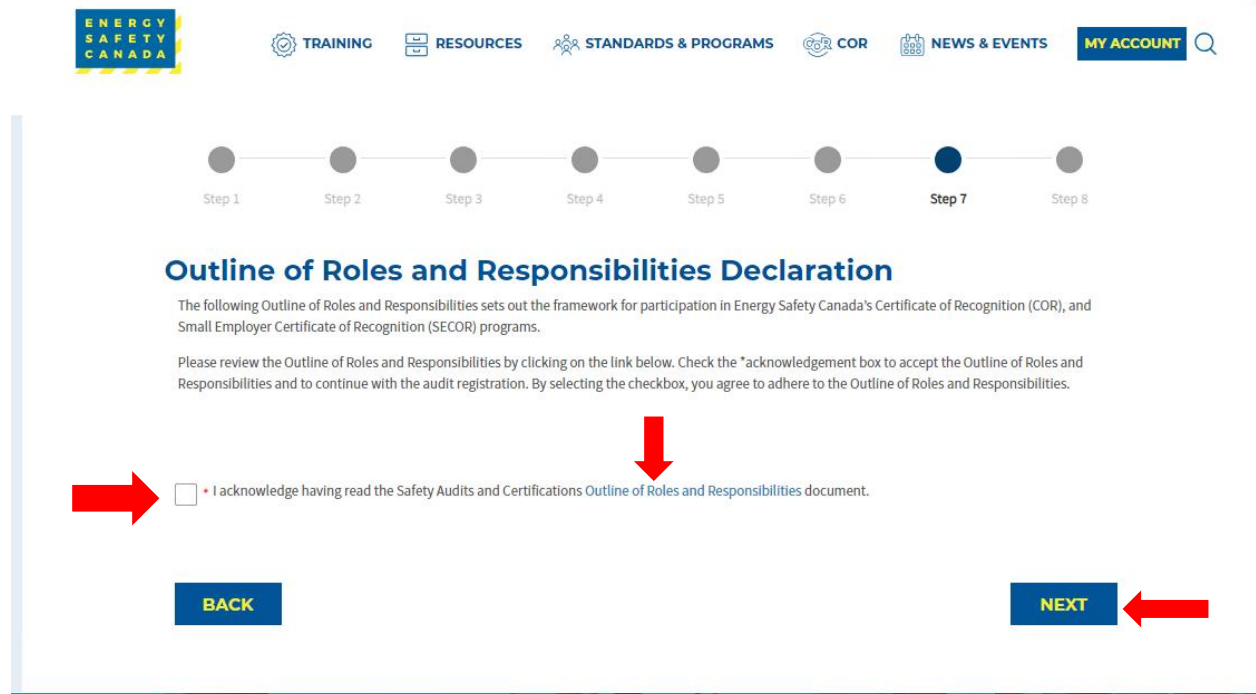 ENERGY
SAFETY
CANADA
TRAINING
RESOURCES
STANDARDS & PROGRAMS
COR
COR
NEWS & EVENTS
MY ACCOUNT
Step 1
Step 2
Step 3
Step 4
Step 5
Step 6
Step 7
Step 8
Outline of Roles and Responsibilities Declaration
The following Outline of Roles and Responsibilities sets out the framework for participation in Energy Safety Canada's Certificate of Recognition (COR), and
Small Employer Certificate of Recognition (SECOR) programs.
Please review the Outline of Roles and Responsibilities by clicking on the link below. Check the *acknowledgement box to accept the Outline of Roles and
Responsibilities and to continue with the audit registration. By selecting the checkbox, you agree to adhere to the Outline of Roles and Responsibilities.
* I acknowledge having read the Safety Audits and Certifications Outline of Roles and Responsibilities document.
BACK
NEXT